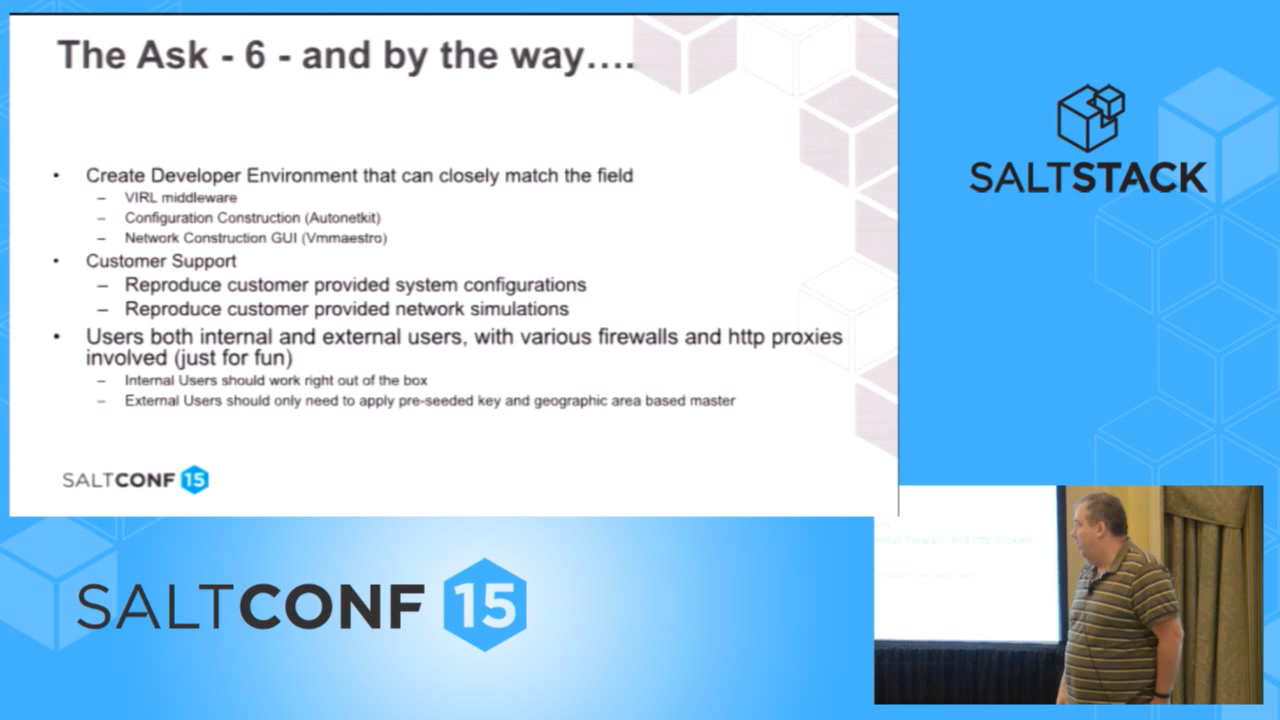 The Ask - 6 - and by the way….
• Create Developer Environment that can closely match the field
– VIRL middleware
– Configuration Construction (Autonetkit)
– Network Construction GUI (Vmmaestro)
• Customer Support
– Reproduce customer provided system configurations
– Reproduce customer provided network simulations
• Users both internal and external users, with various firewalls and http proxies
involved (just for fun)
– Internal Users should work right out of the box
– External Users should only need to apply pre-seeded key and geographic area based master
SALTCONF 15
SALTSTACK
SALTCONF 15